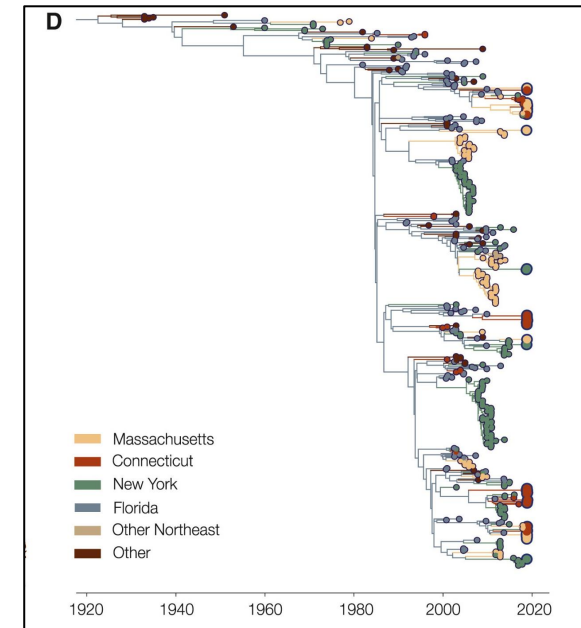 D
Massachusetts
Connecticut
New York
Florida
Other Northeast
Other
1920 1940 1960 1980 2000 2020